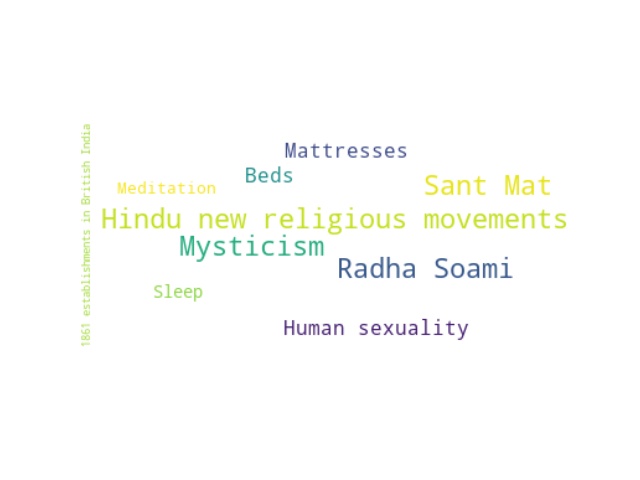 Mattresses
Beds
Meditation
Sant Mat
Hindu new religious movements
Mysticism
Radha Soami
Sleep
Human sexuality
1861 establishments in British India